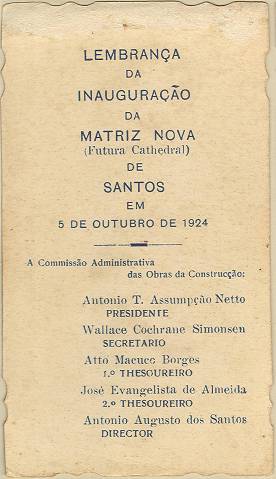 LEMBRANÇA
DA
INAUGURAÇÃO
DA
MATRIZ NOVA
(Futura Cathedral)
DE
SANTOS
EM
5 DE OUTUBRO DE 1924
A Commissão Administrativa
das Obras da Construcção:
Antonio T. Assumpção Netto
PRESIDENTE
Wallace Cochrane Simonsen
SECRETARIO
Atto Macuco Borges
1.º THESOUREIRO
José Evangelista de Almeida
2.º THESOUREIRO
Antonio Augusto dos Santos
DIRECTOR